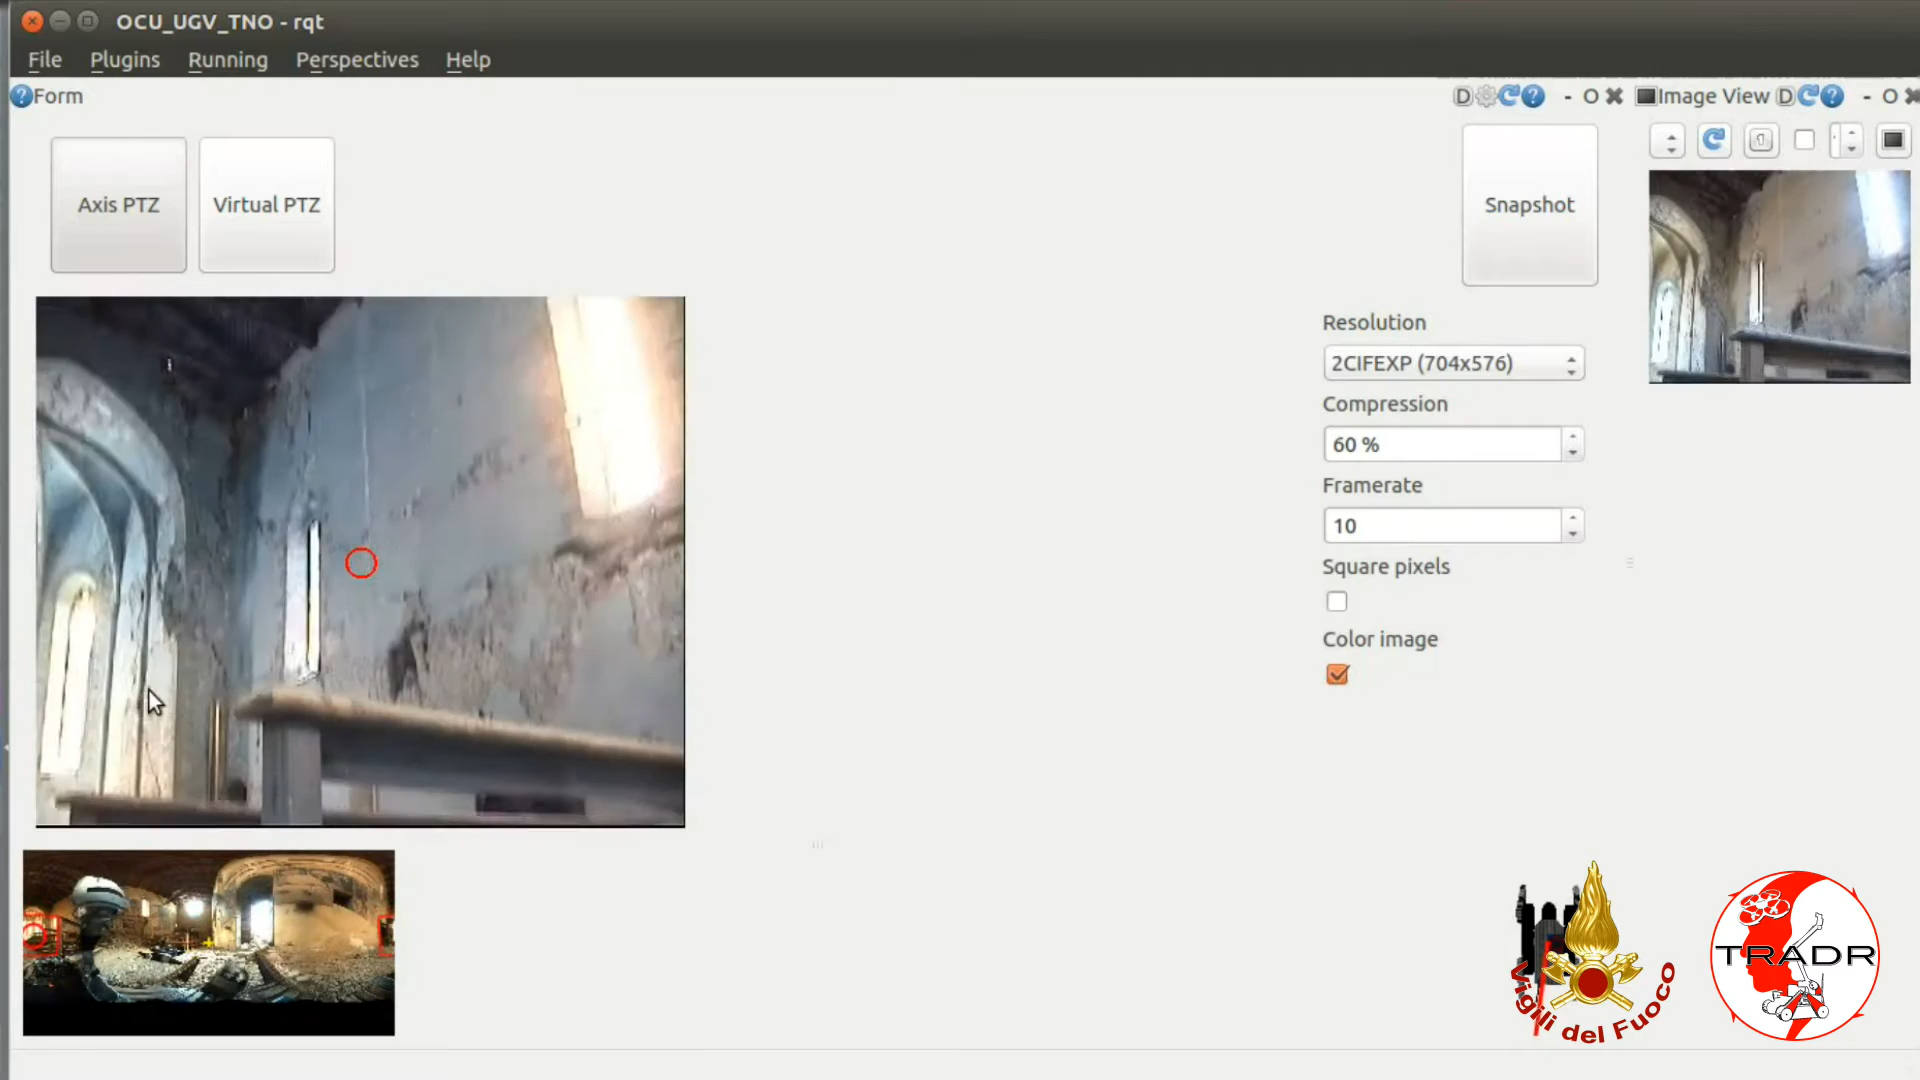 OCU_UGV_TNO - rqt
File Plugins Running Perspectives Help
Form
D - O Image View D - O
Axis PTZ
Virtual PTZ
Snapshot
Resolution
2CIFEXP (704x576)
Compression
60 %
Framerate
10
Square pixels
Color image
Vigili del Fuoco
TRADR